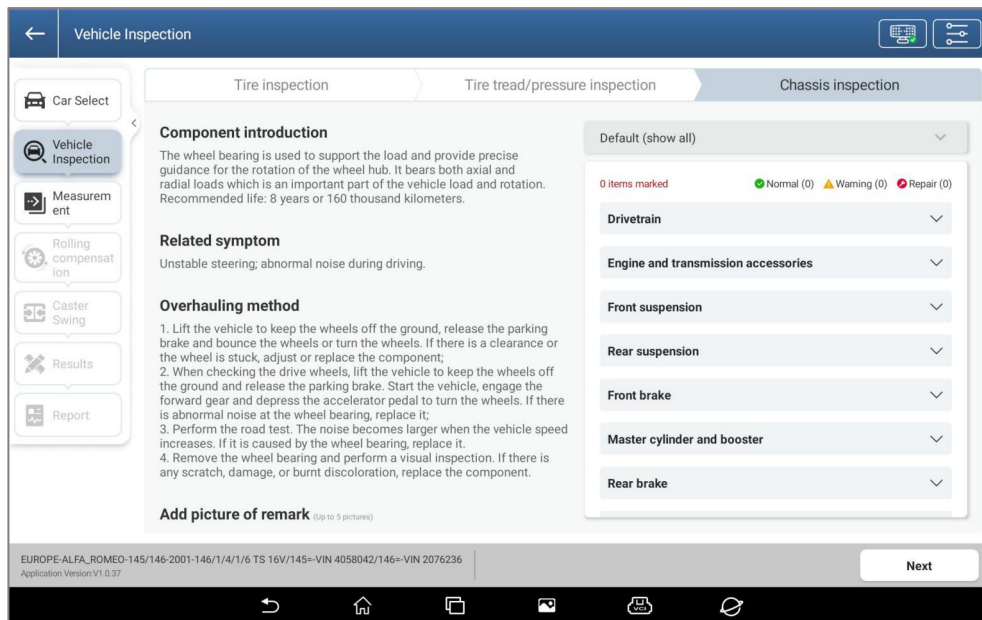 Vehicle Inspection
Car Select
Vehicle
Inspection
Measurem
ent
Rolling
compensat
ion
Caster
Swing
Results
Report
Tire inspection
Tire tread/pressure inspection
Chassis inspection
Component introduction
The wheel bearing is used to support the load and provide precise
guidance for the rotation of the wheel hub. It bears both axial and
radial loads which is an important part of the vehicle load and rotation.
Recommended life: 8 years or 160 thousand kilometers.
Related symptom
Unstable steering; abnormal noise during driving.
Overhauling method
1. Lift the vehicle to keep the wheels off the ground, release the parking
brake and bounce the wheels or turn the wheels. If there is a clearance or
the wheel is stuck, adjust or replace the component;
2. When checking the drive wheels, lift the vehicle to keep the wheels off
the ground and release the parking brake. Start the vehicle, engage the
forward gear and depress the accelerator pedal to turn the wheels. If there
is abnormal noise at the wheel bearing, replace it;
3. Perform the road test. The noise becomes larger when the vehicle speed
increases. If it is caused by the wheel bearing, replace it.
4. Remove the wheel bearing and perform a visual inspection. If there is
any scratch, damage, or burnt discoloration, replace the component.
Add picture of remark (Up to 5 pictures)
Default (show all)
0 items marked Normal (0) Warning (0) Repair (0)
Drivetrain
Engine and transmission accessories
Front suspension
Rear suspension
Front brake
Master cylinder and booster
Rear brake
EUROPE-ALFA_ROMEO-145/146-2001-146/1/4/1/6 TS 16V/145=-VIN 4058042/146=-VIN 2076236
Application Version:V1.0.37
Next
VCI